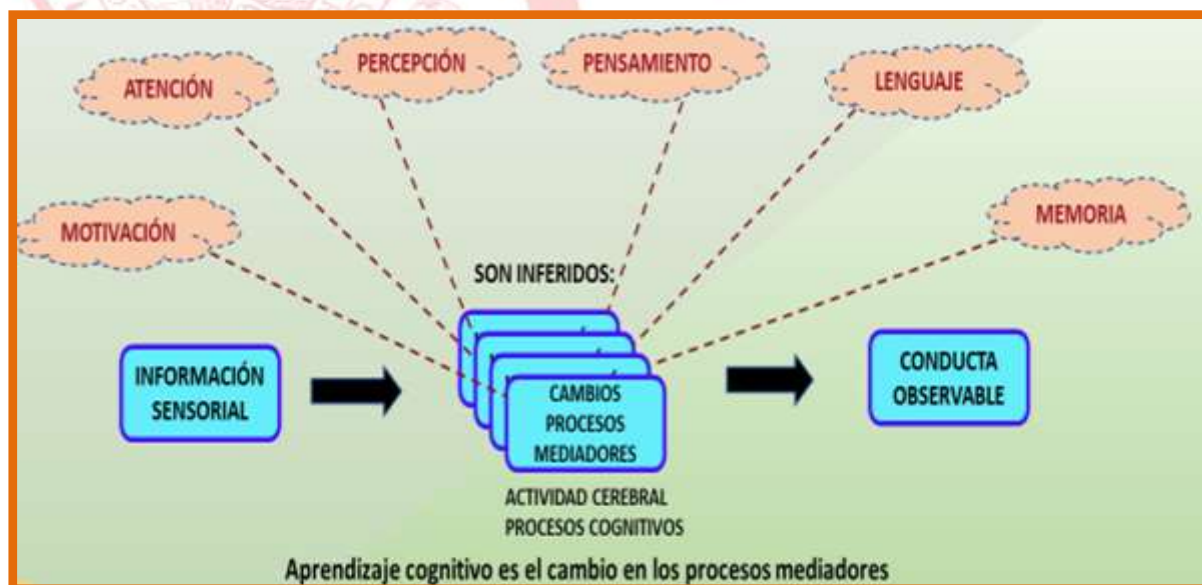 PERCEPCIÓN
PENSAMIENTO
ATENCIÓN
LENGUAJE
MOTIVACIÓN
MEMORIA
SON INFERIDOS:
INFORMACIÓN
SENSORIAL
CAMBIOS
PROCESOS
MEDIADORES
CONDUCTA
OBSERVABLE
ACTIVIDAD CEREBRAL
PROCESOS COGNITIVOS
Aprendizaje cognitivo es el cambio en los procesos mediadores